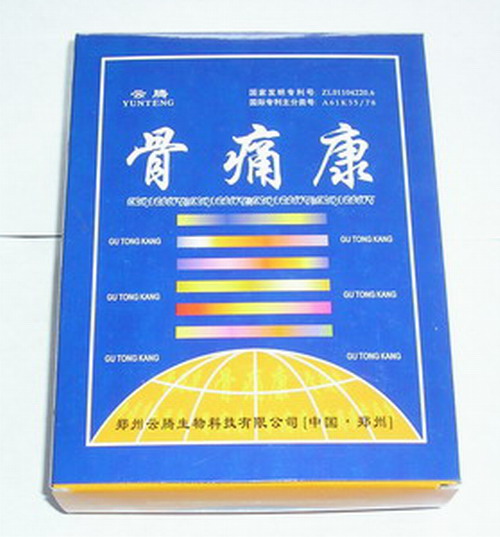 云腾
YUNTENG
国家发明专利号: ZL01104220.6
国际专利主分类号: A61K35/78
骨痛康
GU TONG KANG GU TONG KANG
GU TONG KANG GU TONG KANG
GU TONG KANG GU TONG KANG
郑州云腾生物科技有限公司[中国·郑州]